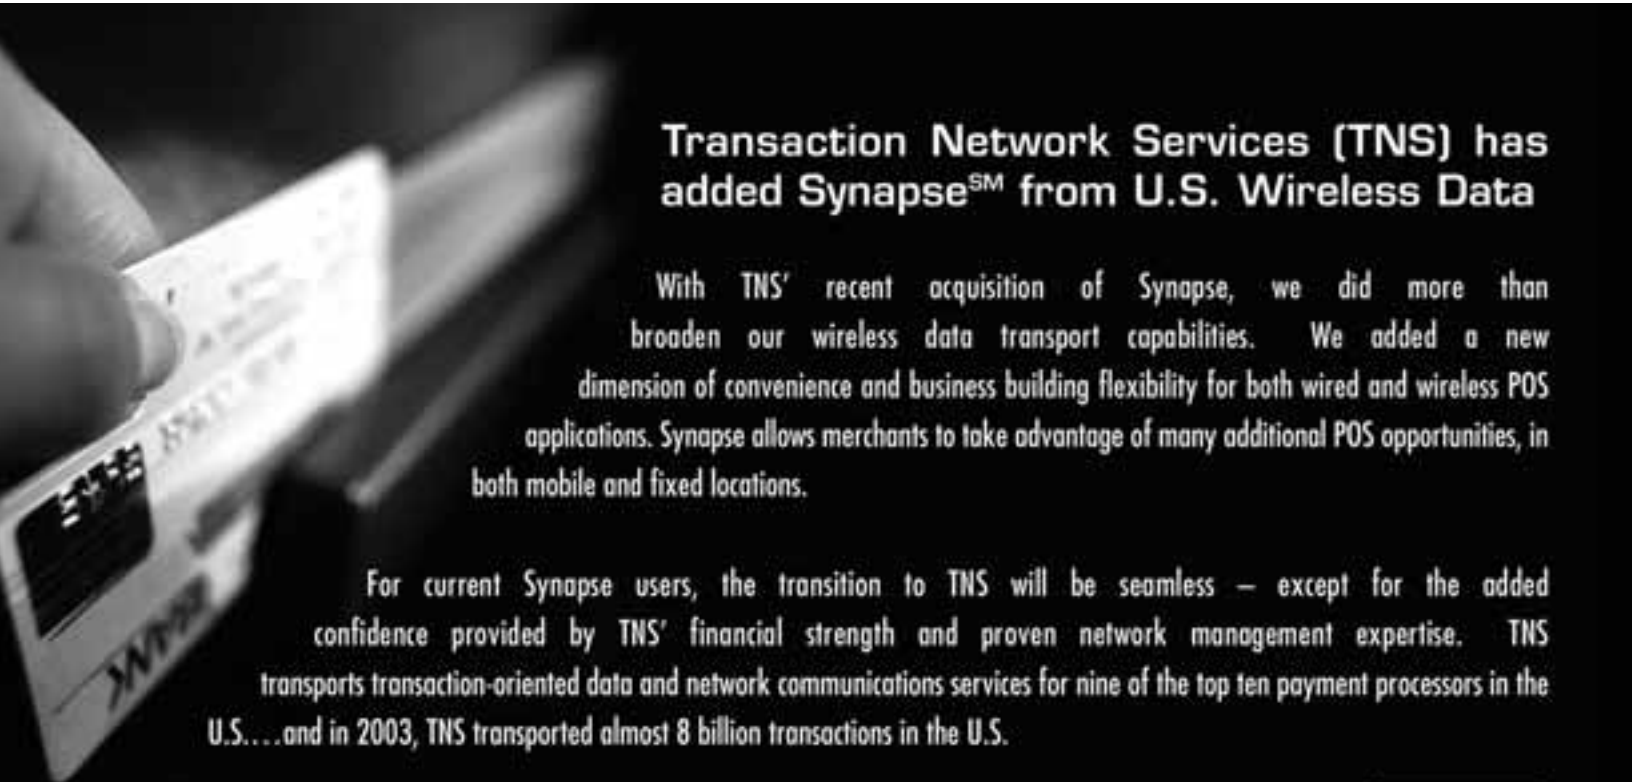 Transaction Network Services (TNS) has
added Synapse℠ from U.S. Wireless Data
With TNS' recent acquisition of Synapse, we did more than
broaden our wireless data transport capabilities. We added a new
dimension of convenience and business building flexibility for both wired and wireless POS
applications. Synapse allows merchants to take advantage of many additional POS opportunities, in
both mobile and fixed locations.
For current Synapse users, the transition to TNS will be seamless – except for the added
confidence provided by TNS' financial strength and proven network management expertise. TNS
transports transaction-oriented data and network communications services for nine of the top ten payment processors in the
U.S....and in 2003, TNS transported almost 8 billion transactions in the U.S.
BANK